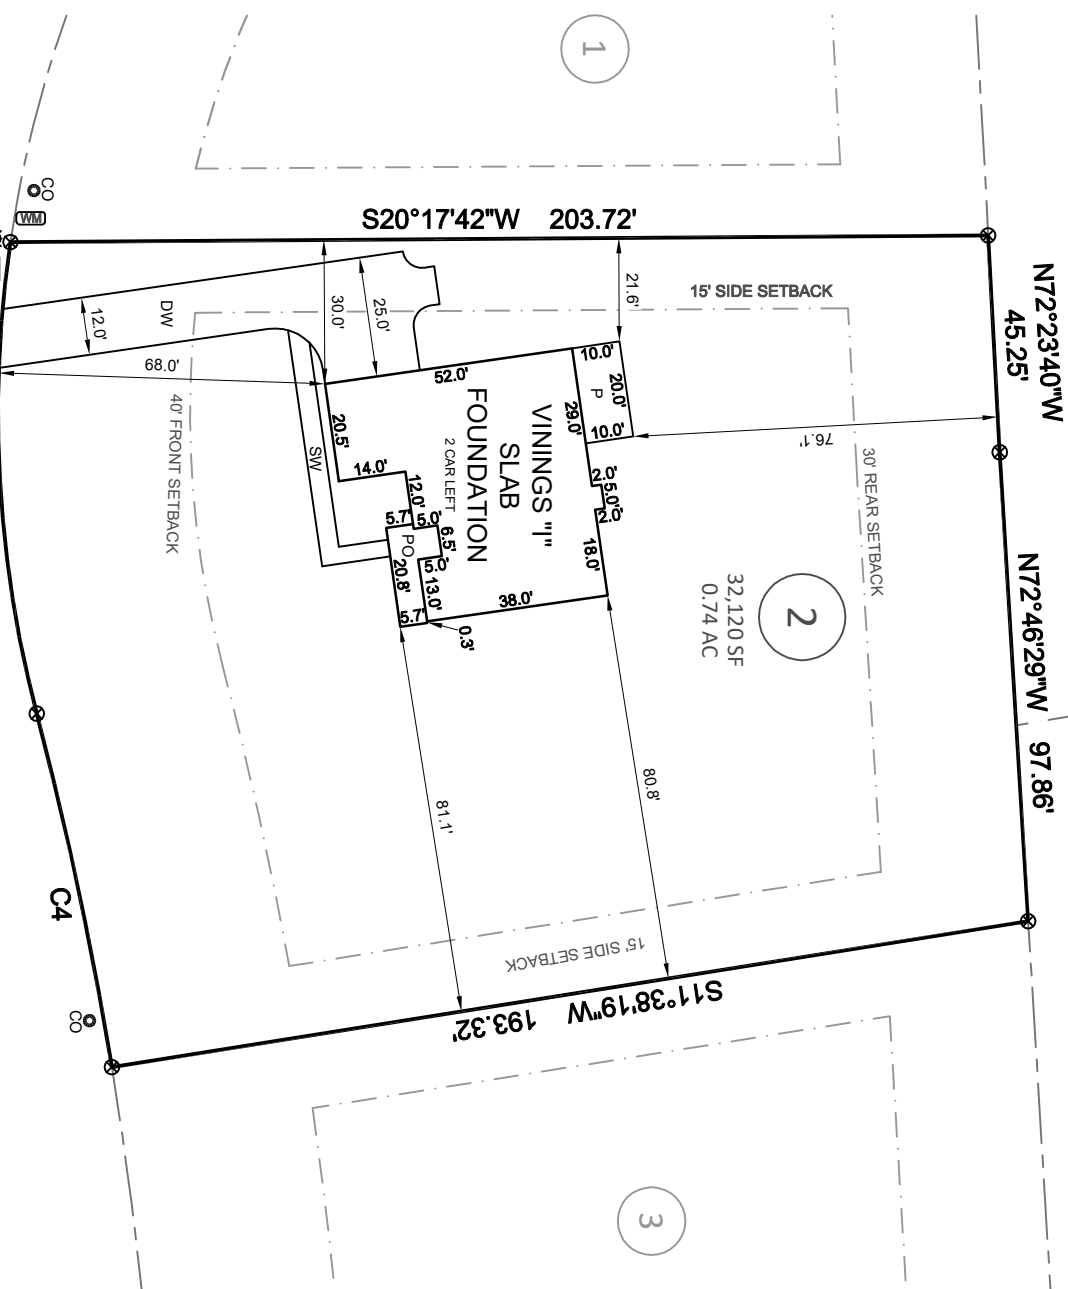 1
CO
WM
S20°17'42"W 203.72'
N72°23'40"W
45.25'
15' SIDE SETBACK
21.6'
30.0'
25.0'
DW
12.0'
68.0'
40' FRONT SETBACK
SW
10.0'
20.0'
P
10.0'
29.0'
52.0'
20.5'
14.0'
12.0'
5.7'
5.0'
6.5'
5.0'
PO
20.8'
13.0'
5.7'
0.3'
38.0'
18.0'
2.0'
5.0'
2.0'
VININGS "I"
SLAB
FOUNDATION
2 CAR LEFT
76.1'
30' REAR SETBACK
N72°46'29"W 97.86'
2
32,120 SF
0.74 AC
80.8'
81.1'
15' SIDE SETBACK
S11°38'19"W 193.32'
C4
CO
3